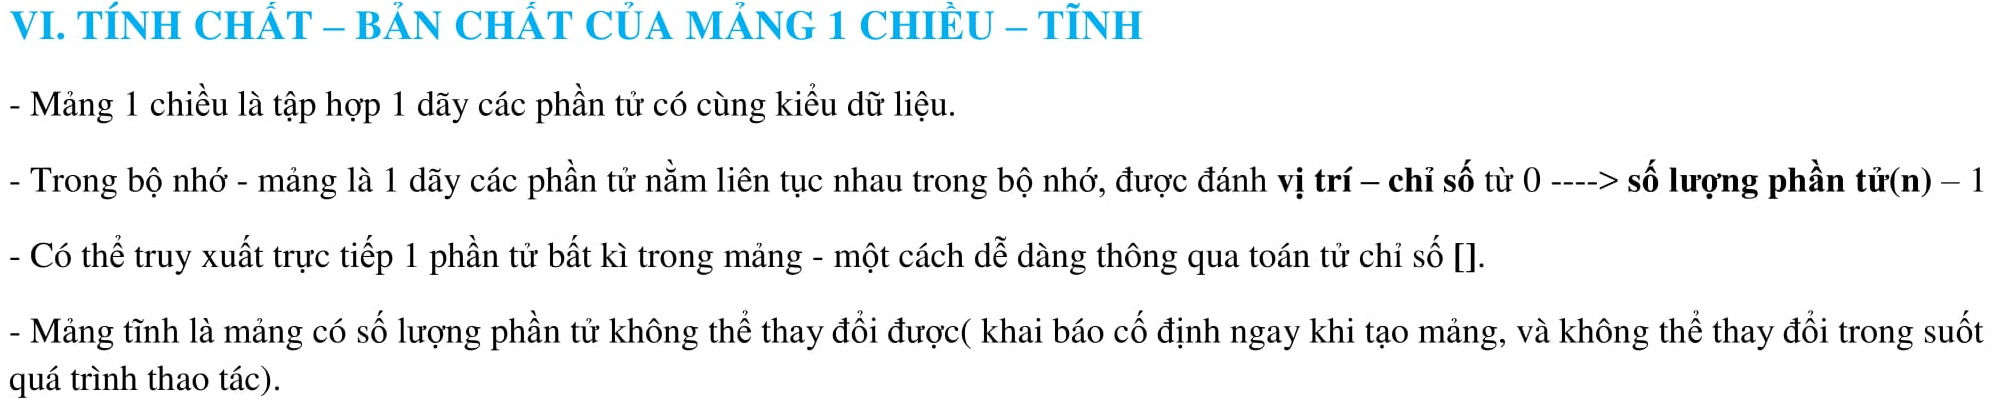 VI. TÍNH CHẤT – BẢN CHẤT CỦA MẢNG 1 CHIỀU – TĨNH
- Mảng 1 chiều là tập hợp 1 dãy các phần tử có cùng kiểu dữ liệu.
- Trong bộ nhớ - mảng là 1 dãy các phần tử nằm liên tục nhau trong bộ nhớ, được đánh vị trí – chỉ số từ 0 ----> số lượng phần tử(n) – 1
- Có thể truy xuất trực tiếp 1 phần tử bất kì trong mảng - một cách dễ dàng thông qua toán tử chỉ số [].
- Mảng tĩnh là mảng có số lượng phần tử không thể thay đổi được( khai báo cố định ngay khi tạo mảng, và không thể thay đổi trong suốt
quá trình thao tác).